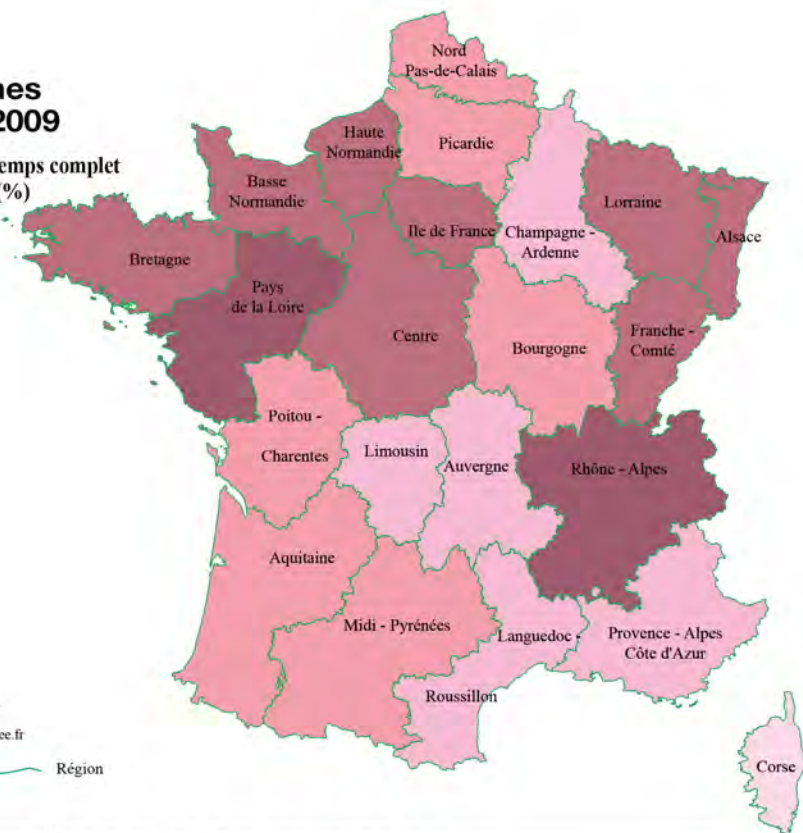 2009
temps complet
(%)
Nord
Pas-de-Calais
Haute
Normandie
Picardie
Basse
Normandie
Ile de France
Champagne -
Ardenne
Lorraine
Alsace
Bretagne
Pays
de la Loire
Centre
Bourgogne
Franche -
Comté
Poitou -
Charentes
Limousin
Auvergne
Rhône - Alpes
Aquitaine
Midi - Pyrénées
Languedoc -
Roussillon
Provence - Alpes
Côte d'Azur
ee.fr
Région
Corse